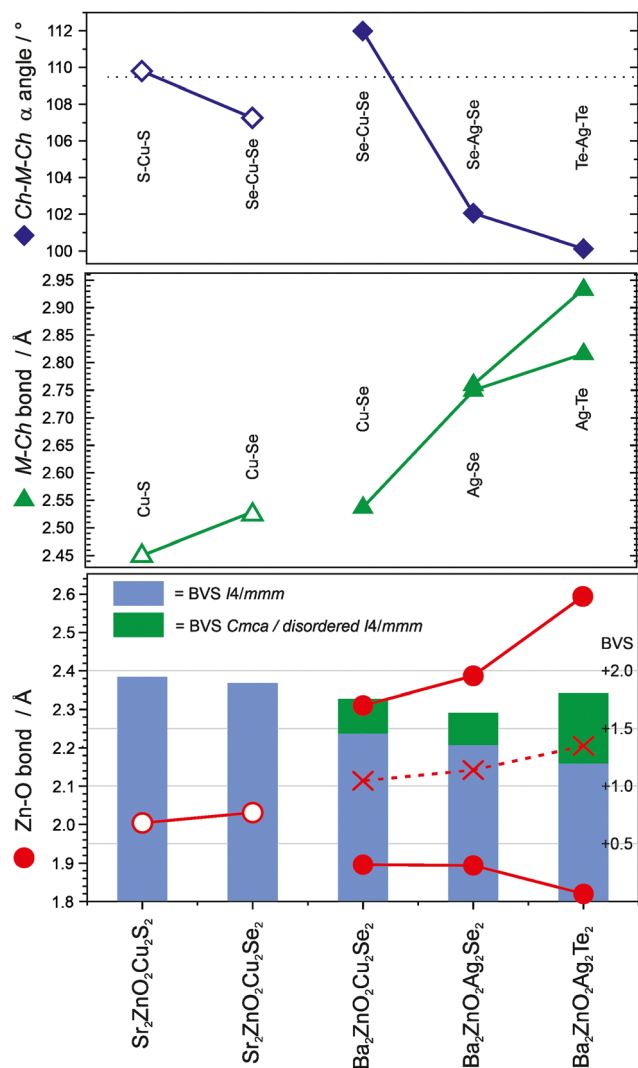 Ch-M-Ch α angle / °
112
110
108
106
104
102
100
S-Cu-S
Se-Cu-Se
Se-Cu-Se
Se-Ag-Se
Te-Ag-Te
M-Ch bond / Å
2.95
2.90
2.85
2.80
2.75
2.70
2.65
2.60
2.55
2.50
2.45
Cu-S
Cu-Se
Cu-Se
Ag-Se
Ag-Te
Zn-O bond / Å
2.6
2.5
2.4
2.3
2.2
2.1
2.0
1.9
1.8
= BVS I4/mmm
= BVS Cmca / disordered I4/mmm
BVS
+2.0
+1.5
+1.0
+0.5
Sr₂ZnO₂Cu₂S₂
Sr₂ZnO₂Cu₂Se₂
Ba₂ZnO₂Cu₂Se₂
Ba₂ZnO₂Ag₂Se₂
Ba₂ZnO₂Ag₂Te₂